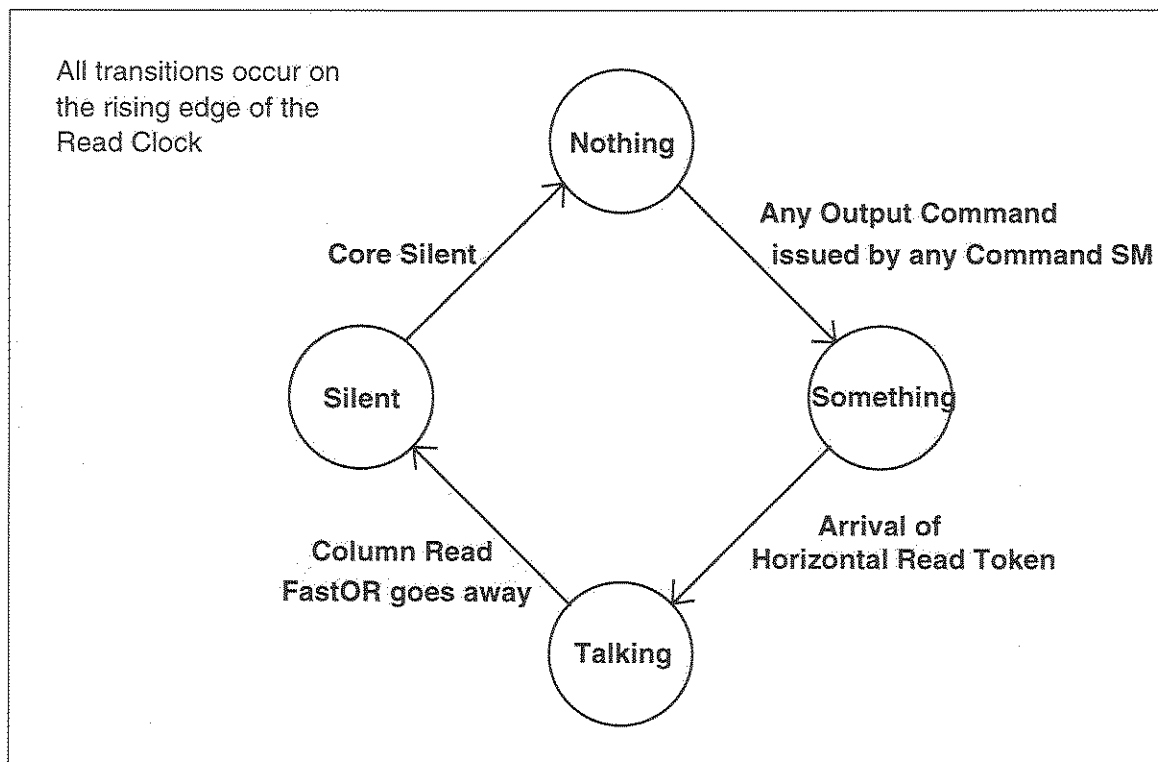 All transitions occur on
the rising edge of the
Read Clock
Nothing
Any Output Command
issued by any Command SM
Core Silent
Silent
Something
Arrival of
Horizontal Read Token
Column Read
FastOR goes away
Talking